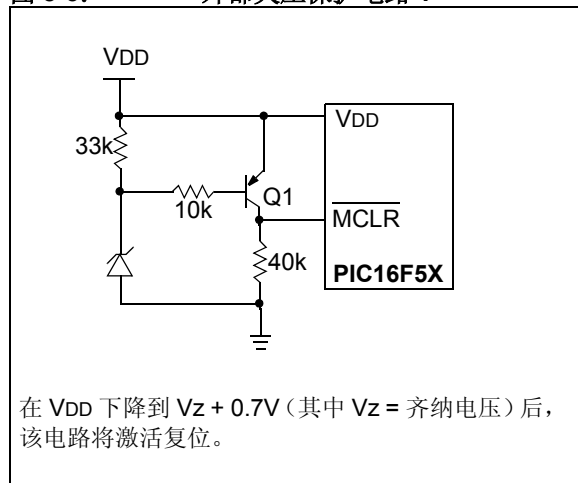 VDD
VDD
33k
Q1
10k
MCLR
40k
PIC16F5X
在 VDD 下降到 Vz + 0.7V（其中 Vz = 齐纳电压）后，
该电路将激活复位。